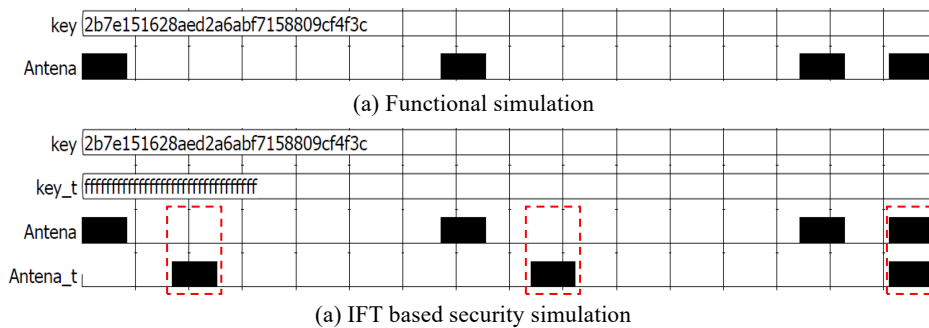 key 2b7e151628aed2a6abf7158809cf4f3c
Antena
(a) Functional simulation
key 2b7e151628aed2a6abf7158809cf4f3c
key_t ffffffffffffffffffffffffffffffff
Antena
Antena_t
(a) IFT based security simulation